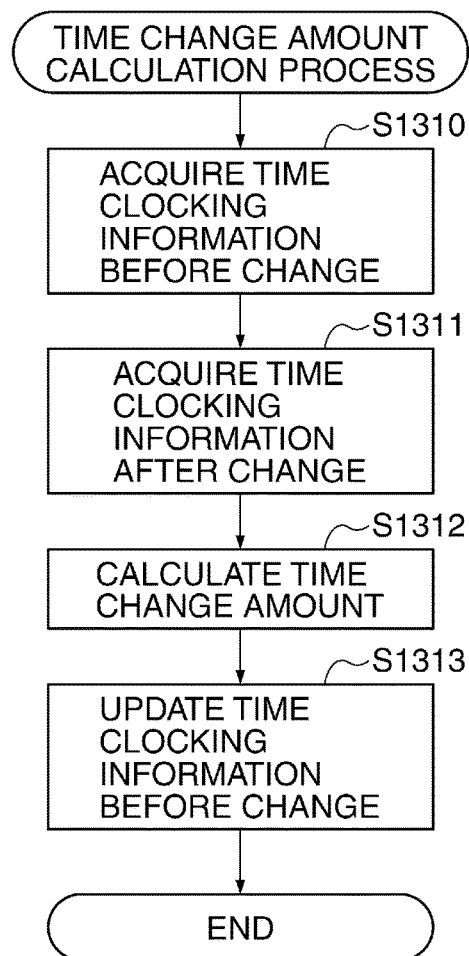 TIME CHANGE AMOUNT
CALCULATION PROCESS
S1310
ACQUIRE TIME
CLOCKING
INFORMATION
BEFORE CHANGE
S1311
ACQUIRE TIME
CLOCKING
INFORMATION
AFTER CHANGE
S1312
CALCULATE TIME
CHANGE AMOUNT
S1313
UPDATE TIME
CLOCKING
INFORMATION
BEFORE CHANGE
END